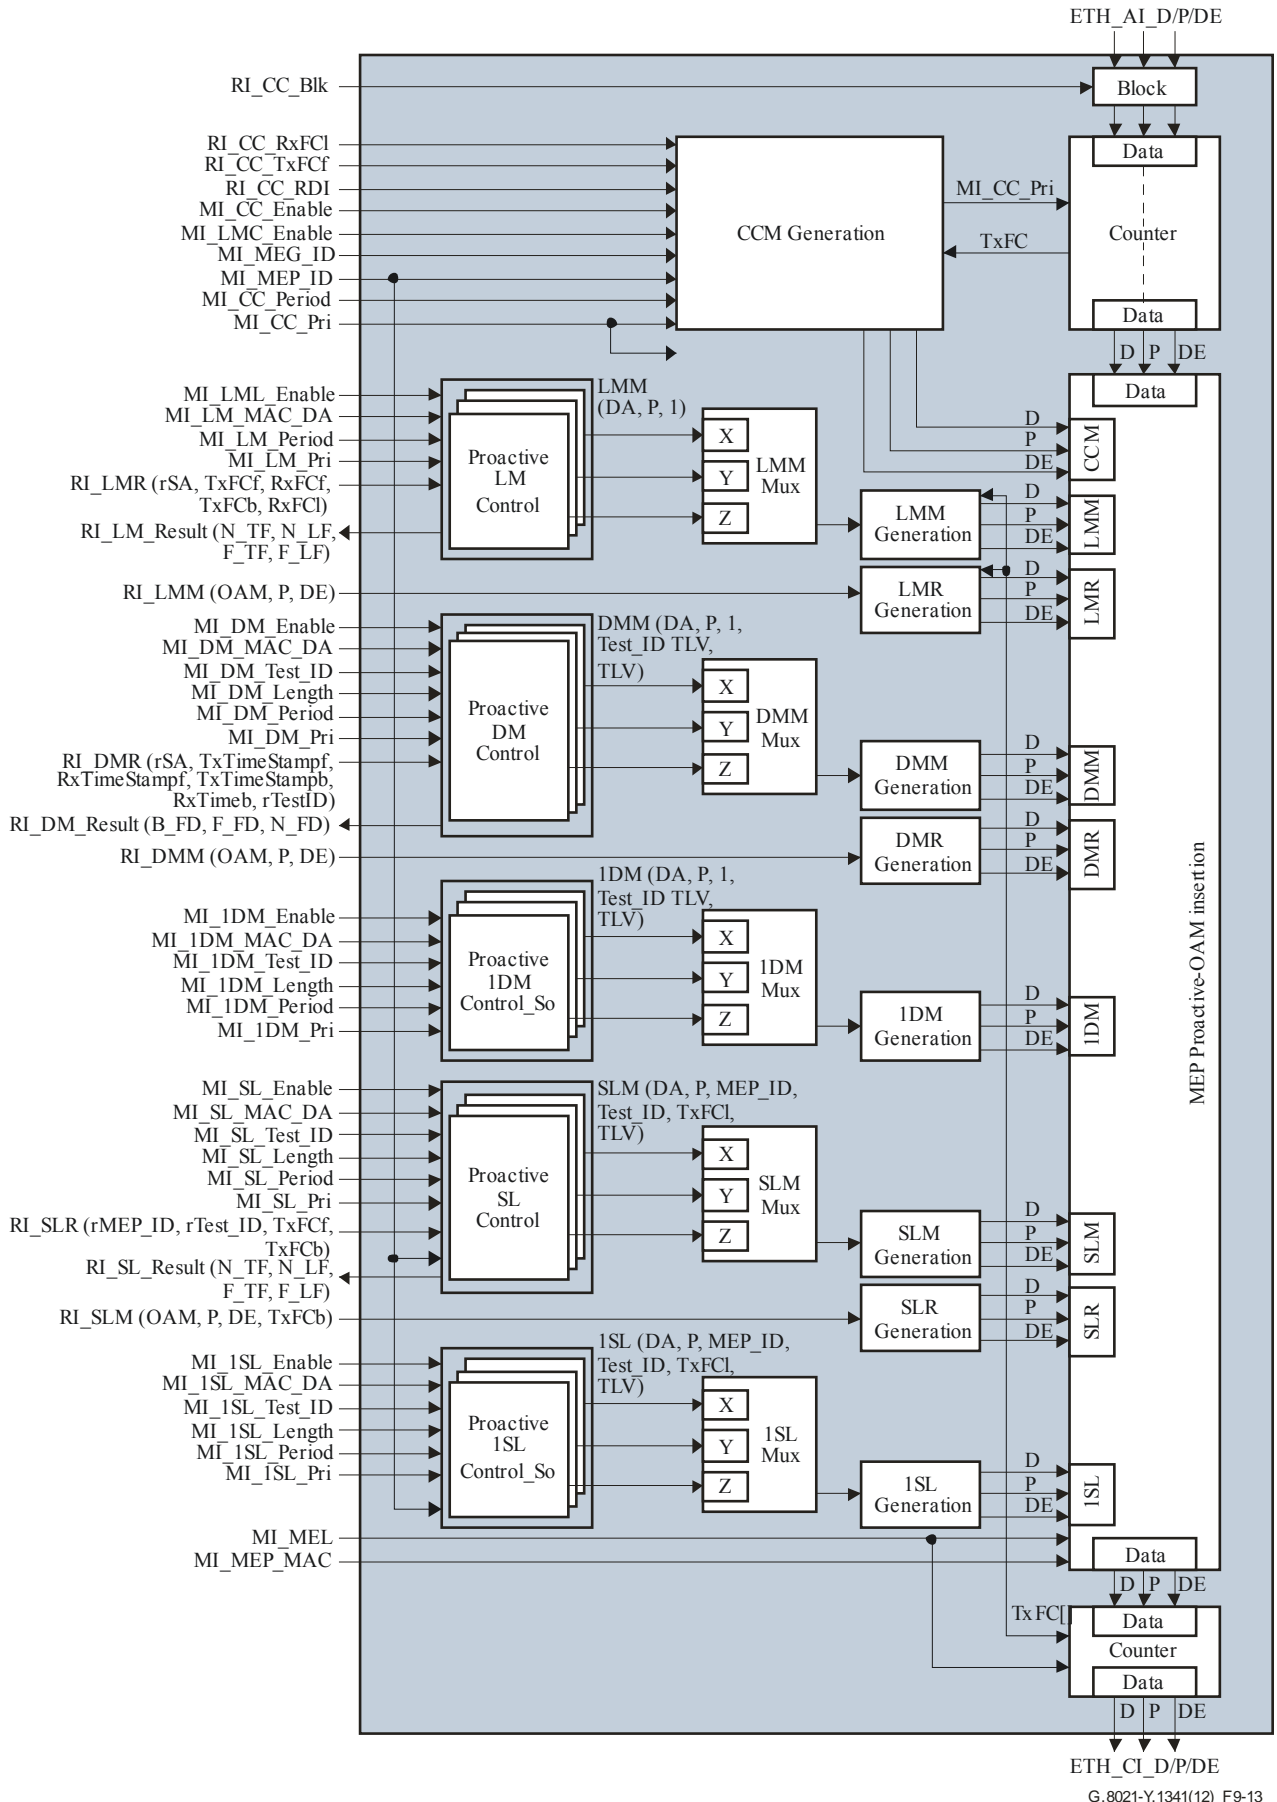 ETH_AI_D/P/DE
RI_CC_Blk
Block
RI_CC_RxFCl
RI_CC_TxFCf
RI_CC_RDI
MI_CC_Enable
MI_LMC_Enable
MI_MEG_ID
MI_MEP_ID
MI_CC_Period
MI_CC_Pri
CCM Generation
MI_CC_Pri
TxFC
Data
Counter
Data
D P DE
Data
MI_LML_Enable
MI_LM_MAC_DA
MI_LM_Period
MI_LM_Pri
RI_LMR (rSA, TxFCf, RxFCf,
TxFCb, RxFCl)
RI_LM_Result (N_TF, N_LF,
F_TF, F_LF)
Proactive
LM
Control
LMM
(DA, P, 1)
X
Y
Z
LMM
Mux
D
P
DE
CCM
LMM
Generation
D
P
DE
LMM
RI_LMM (OAM, P, DE)
LMR
Generation
D
P
DE
LMR
MI_DM_Enable
MI_DM_MAC_DA
MI_DM_Test_ID
MI_DM_Length
MI_DM_Period
MI_DM_Pri
RI_DMR (rSA, TxTimeStampf,
RxTimeStampf, TxTimeStampb,
RxTimeb, rTestID)
RI_DM_Result (B_FD, F_FD, N_FD)
Proactive
DM
Control
DMM (DA, P, 1,
Test_ID TLV,
TLV)
X
Y
Z
DMM
Mux
DMM
Generation
D
P
DE
DMM
RI_DMM (OAM, P, DE)
DMR
Generation
D
P
DE
DMR
MEP Proactive-OAM insertion
MI_1DM_Enable
MI_1DM_MAC_DA
MI_1DM_Test_ID
MI_1DM_Length
MI_1DM_Period
MI_1DM_Pri
Proactive
1DM
Control_So
1DM (DA, P, 1,
Test_ID TLV,
TLV)
X
Y
Z
1DM
Mux
1DM
Generation
D
P
DE
1DM
MI_SL_Enable
MI_SL_MAC_DA
MI_SL_Test_ID
MI_SL_Length
MI_SL_Period
MI_SL_Pri
RI_SLR (rMEP_ID, rTest_ID, TxFCf,
TxFCb)
RI_SL_Result (N_TF, N_LF,
F_TF, F_LF)
Proactive
SL
Control
SLM (DA, P, MEP_ID,
Test_ID, TxFCl,
TLV)
X
Y
Z
SLM
Mux
SLM
Generation
D
P
DE
SLM
RI_SLM (OAM, P, DE, TxFCb)
SLR
Generation
D
P
DE
SLR
MI_1SL_Enable
MI_1SL_MAC_DA
MI_1SL_Test_ID
MI_1SL_Length
MI_1SL_Period
MI_1SL_Pri
Proactive
1SL
Control_So
1SL (DA, P, MEP_ID,
Test_ID, TxFCl,
TLV)
X
Y
Z
1SL
Mux
1SL
Generation
D
P
DE
1SL
MI_MEL
MI_MEP_MAC
Data
D P DE
TxFC[]
Data
Counter
Data
D P DE
ETH_CI_D/P/DE
G.8021-Y.1341(12)_F9-13